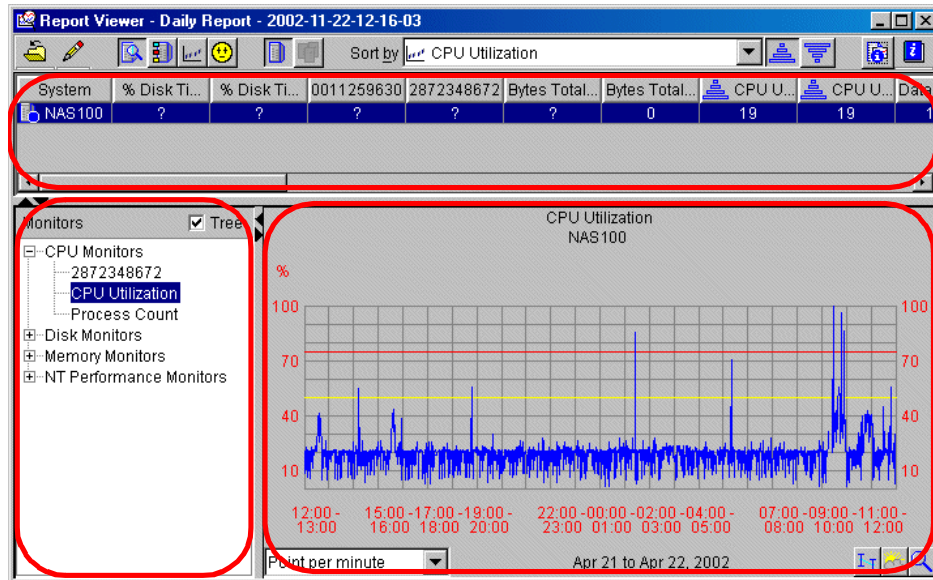 Report Viewer - Daily Report - 2002-11-22-12-16-03
Sort by CPU Utilization
System % Disk Ti... % Disk Ti... 0011259630 2872348672 Bytes Total... Bytes Total... CPU U... CPU U... Data
NAS100 ? ? ? ? ? 0 19 19 1
Monitors Tree
CPU Monitors
2872348672
CPU Utilization
Process Count
Disk Monitors
Memory Monitors
NT Performance Monitors
CPU Utilization
NAS100
%
100 100
70 70
40 40
10 10
12:00 - 15:00 -17:00 -19:00 - 22:00 -00:00 -02:00 -04:00 - 07:00 -09:00 -11:00 -
13:00 16:00 18:00 20:00 23:00 01:00 03:00 05:00 08:00 10:00 12:00
Point per minute Apr 21 to Apr 22, 2002